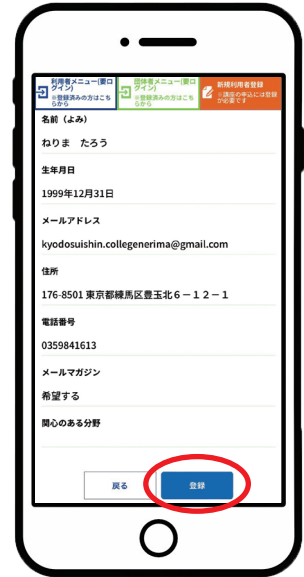 利用者メニュー(要ログイン)
※登録済みの方はこちらから
団体者メニュー(要ログイン)
※登録済みの方はこちらから
新規利用者登録
※講座の申込には登録が必要です
名前（よみ）
ねりま　たろう
生年月日
1999年12月31日
メールアドレス
kyodosuishin.collegenerima@gmail.com
住所
176-8501 東京都練馬区豊玉北６－１２－１
電話番号
0359841613
メールマガジン
希望する
関心のある分野
戻る
登録